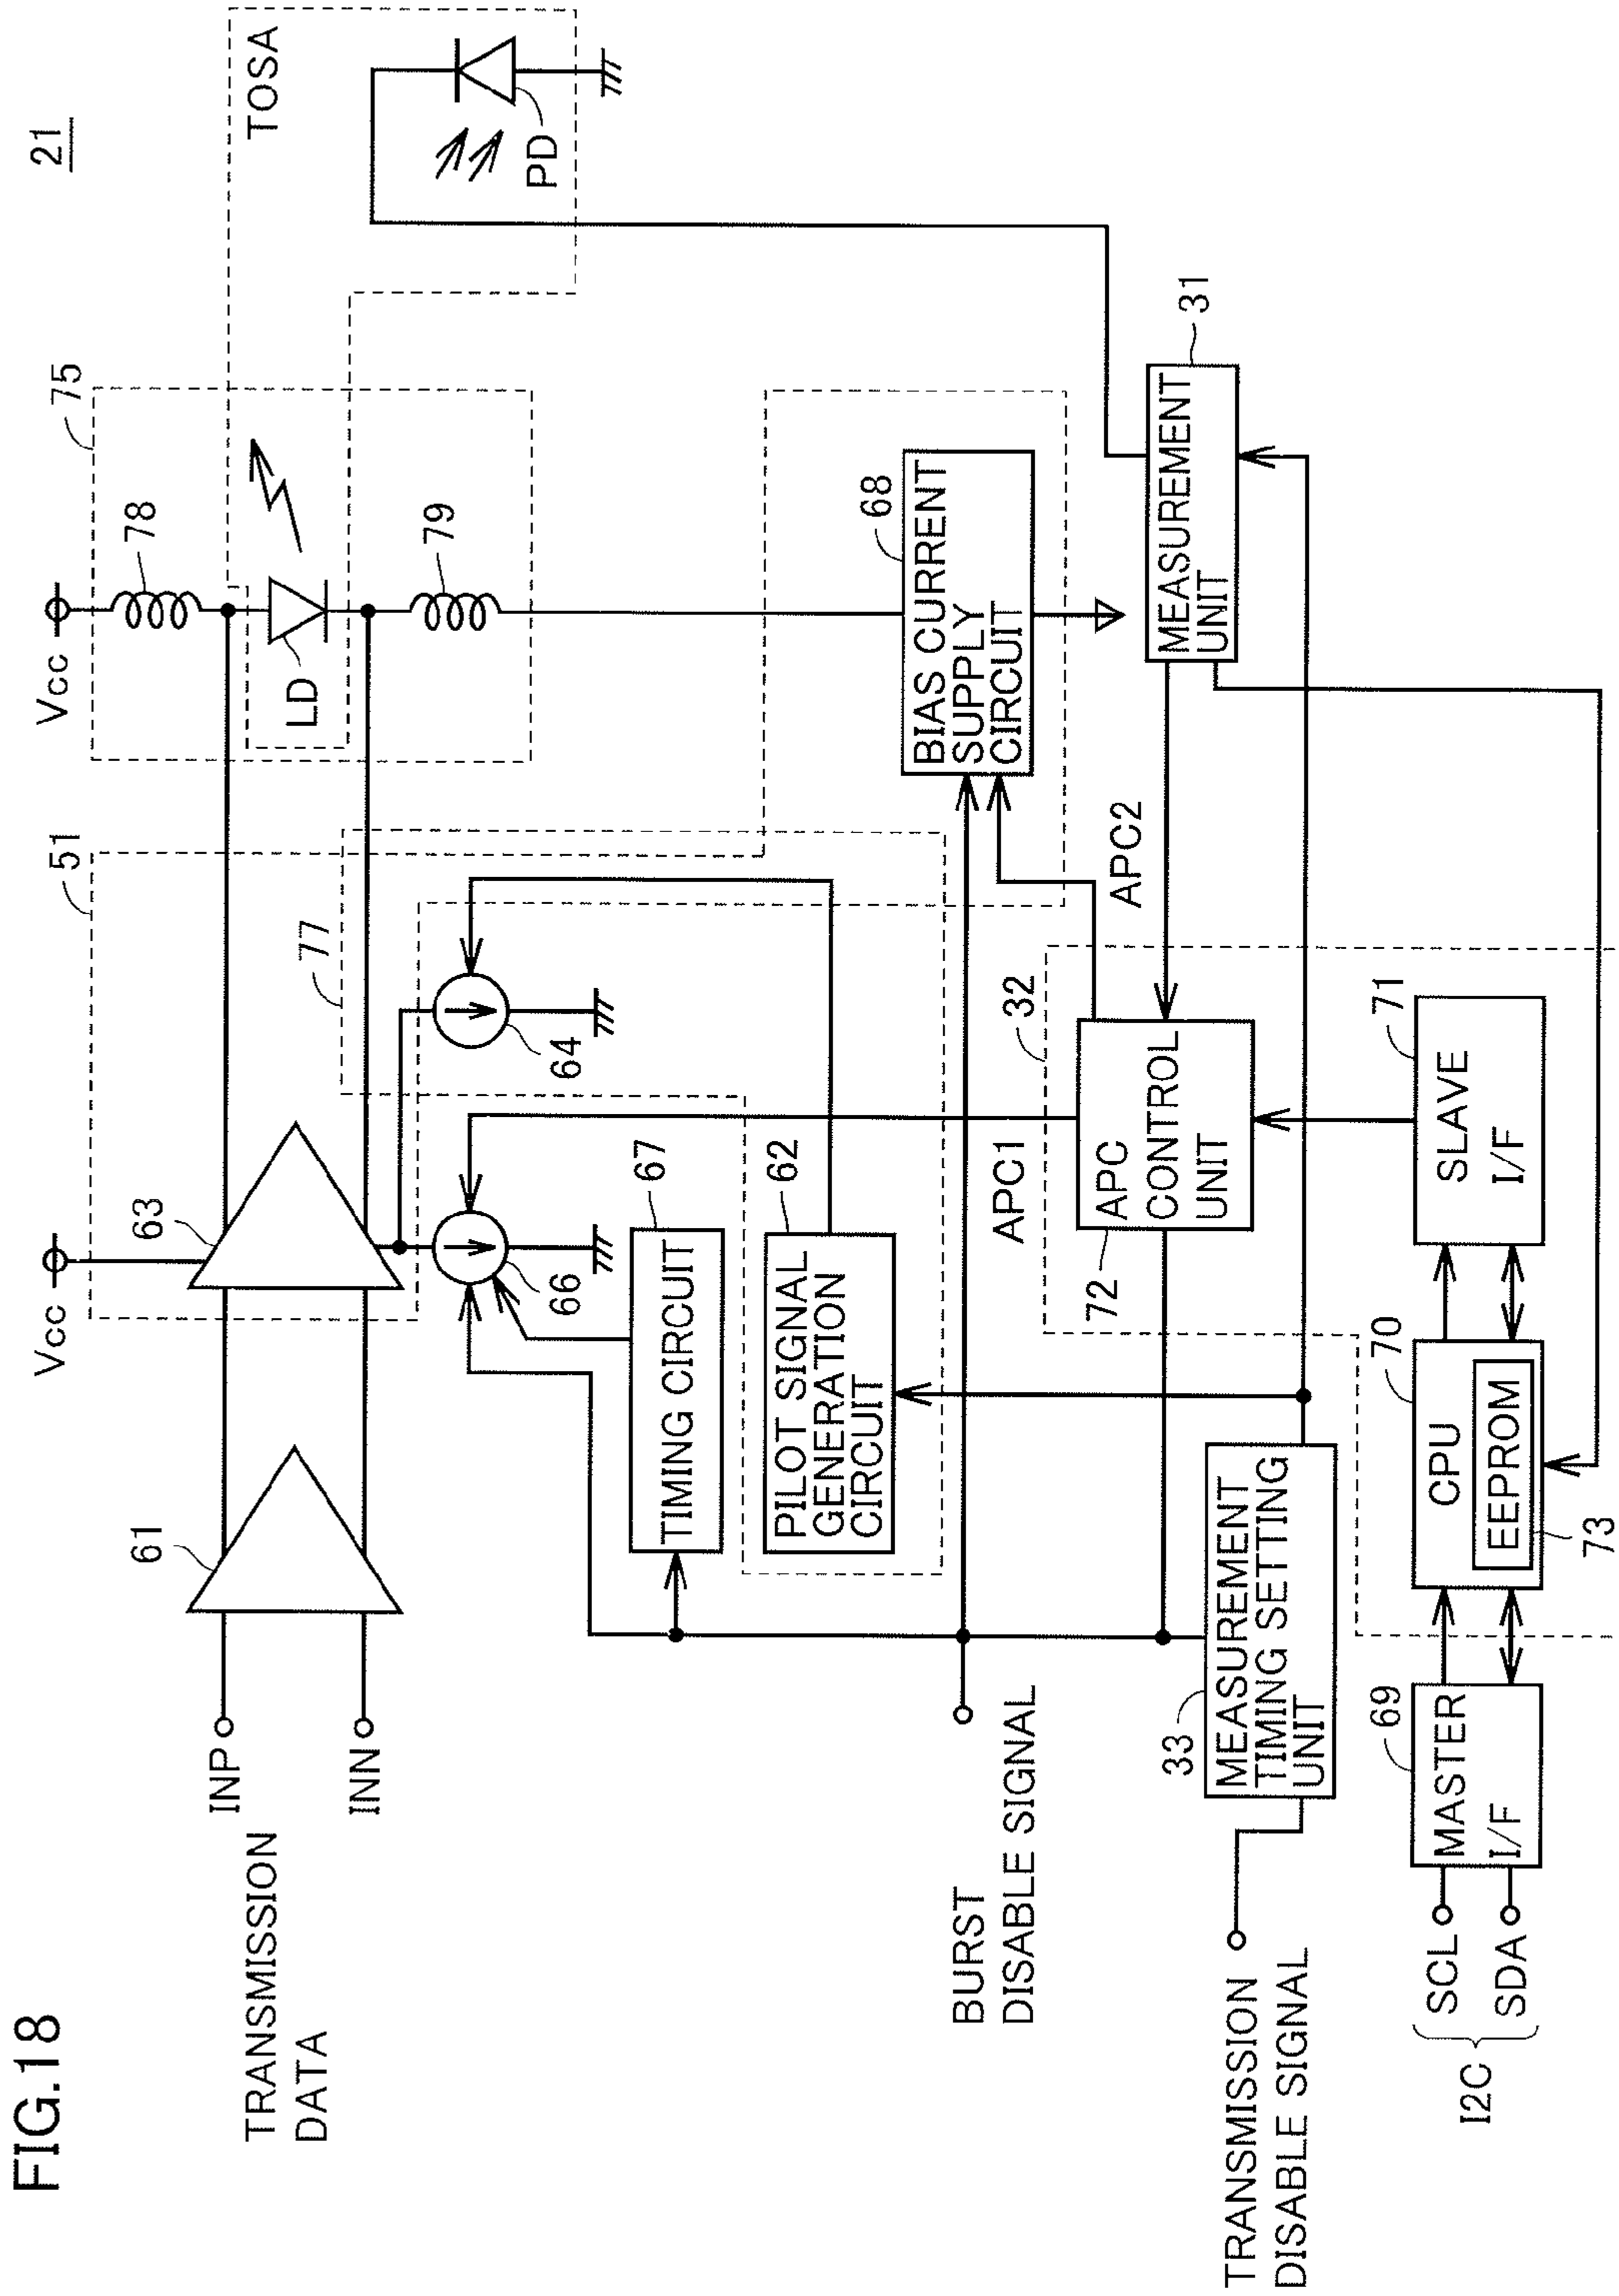 FIG.18
21
TRANSMISSION
DATA
INP
INN
61
Vcc
63
51
77
Vcc
75
78
LD
79
TOSA
PD
64
66
67
TIMING CIRCUIT
62
PILOT SIGNAL
GENERATION
CIRCUIT
68
BIAS CURRENT
SUPPLY
CIRCUIT
BURST
DISABLE SIGNAL
APC1
APC2
32
72
APC
CONTROL
UNIT
31
MEASUREMENT
UNIT
TRANSMISSION
DISABLE SIGNAL
33
MEASUREMENT
TIMING SETTING
UNIT
I2C
SCL
SDA
69
MASTER
I/F
70
CPU
EEPROM
73
71
SLAVE
I/F